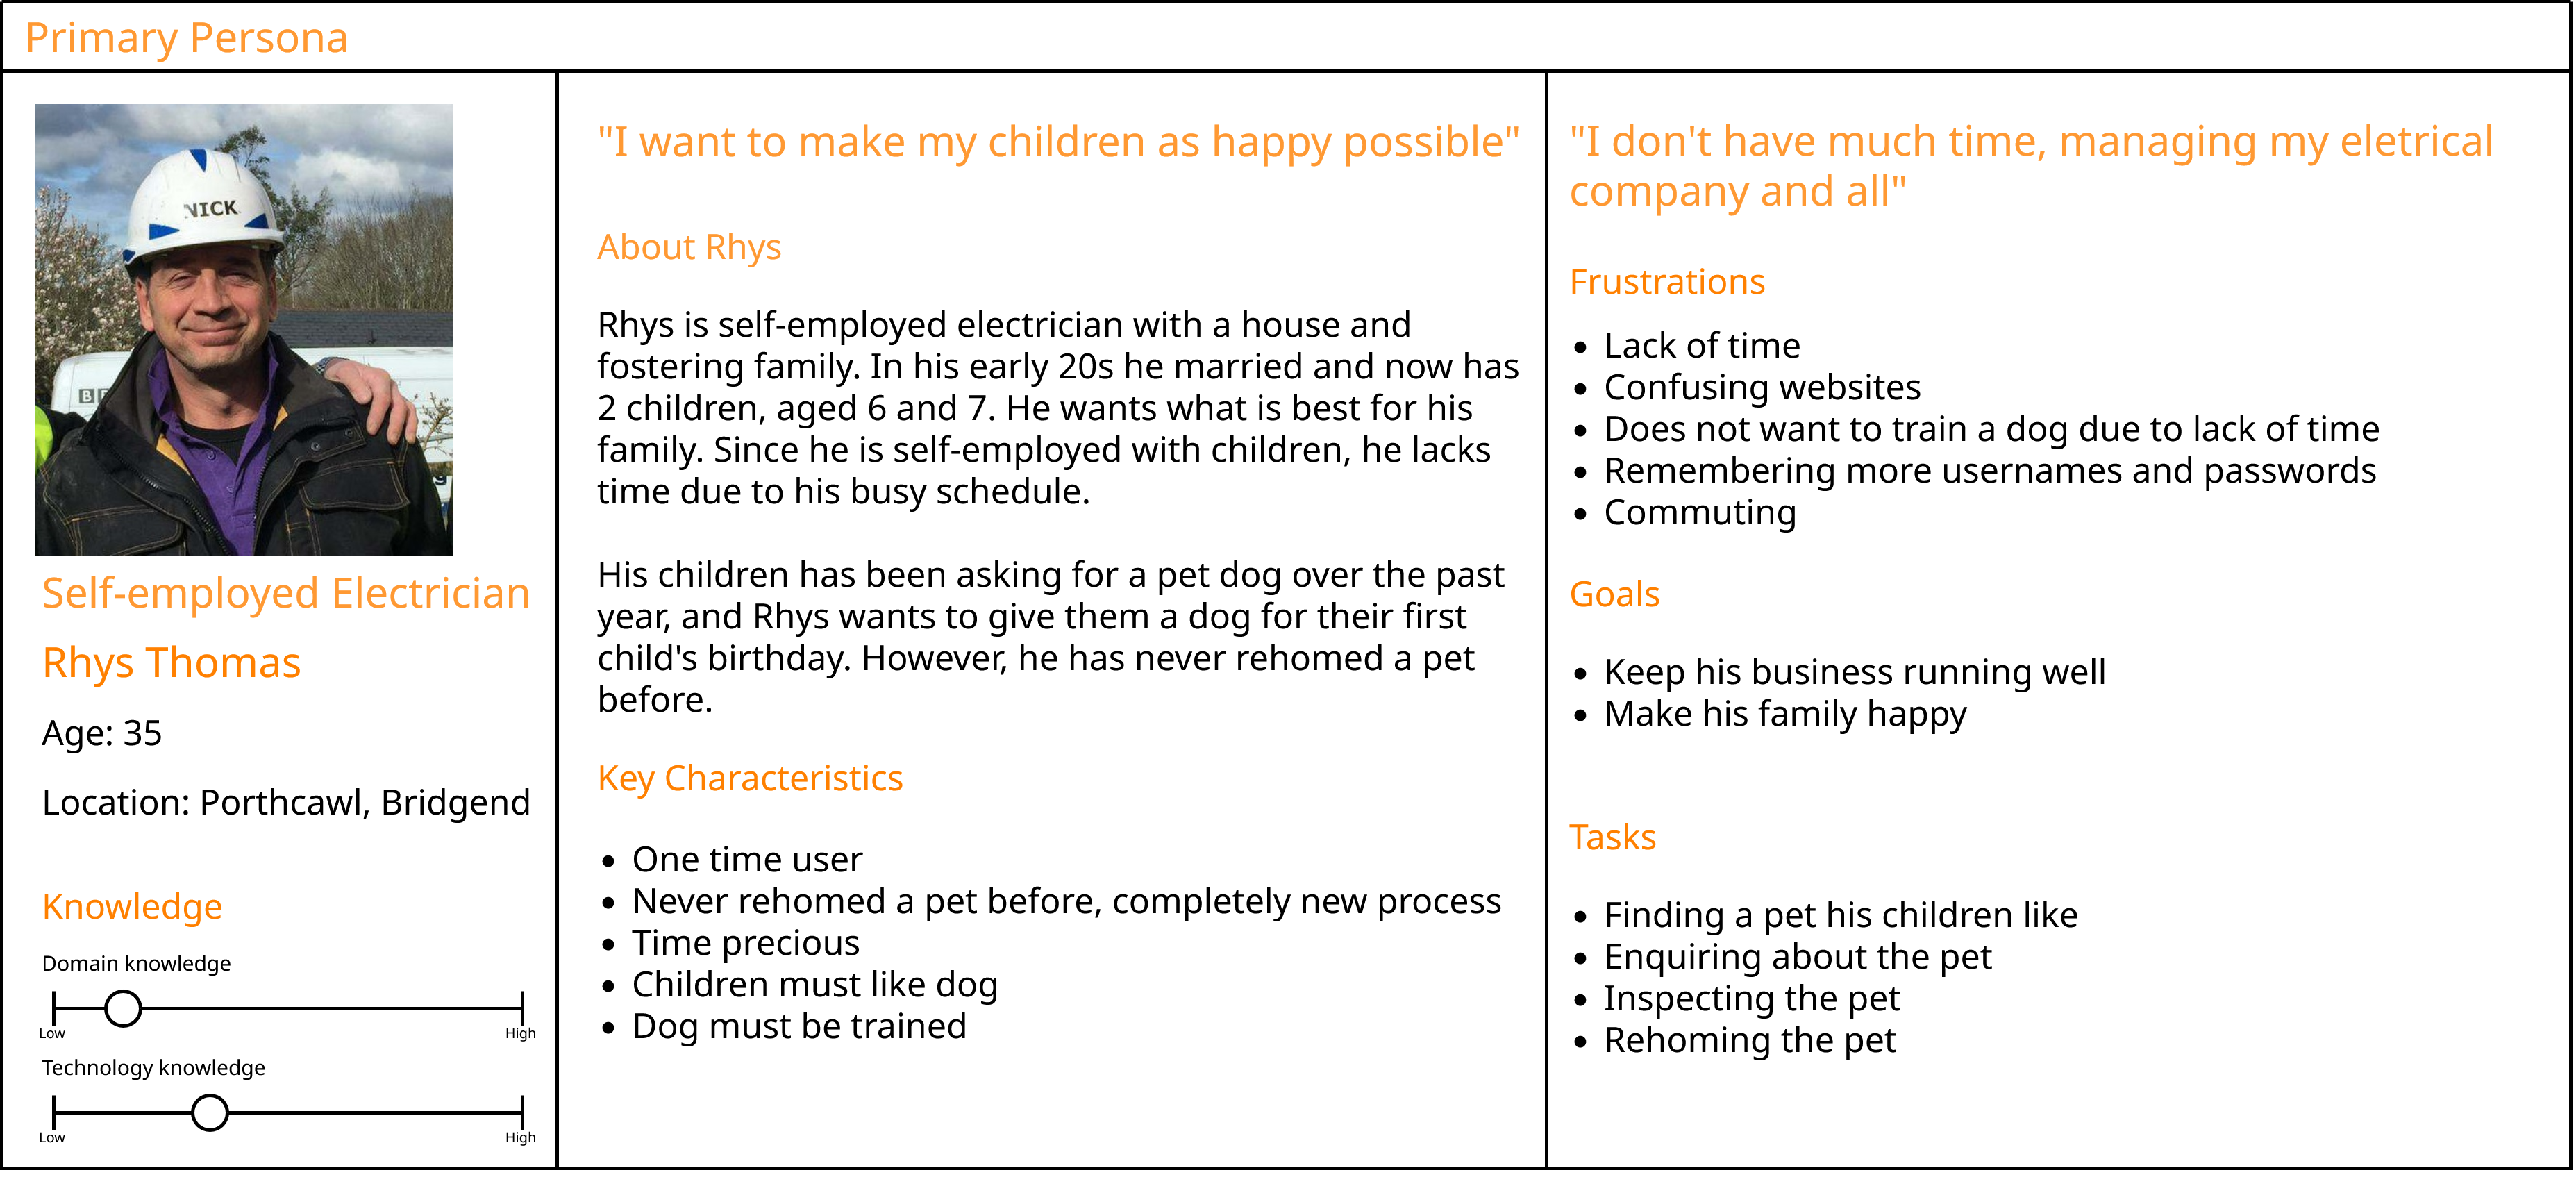 Primary Persona
NICK
B
Self-employed Electrician
Rhys Thomas
Age: 35
Location: Porthcawl, Bridgend
Knowledge
Domain knowledge
Low High
Technology knowledge
Low High
"I want to make my children as happy possible"
About Rhys
Rhys is self-employed electrician with a house and
fostering family. In his early 20s he married and now has
2 children, aged 6 and 7. He wants what is best for his
family. Since he is self-employed with children, he lacks
time due to his busy schedule.
His children has been asking for a pet dog over the past
year, and Rhys wants to give them a dog for their first
child's birthday. However, he has never rehomed a pet
before.
Key Characteristics
• One time user
• Never rehomed a pet before, completely new process
• Time precious
• Children must like dog
• Dog must be trained
"I don't have much time, managing my eletrical
company and all"
Frustrations
• Lack of time
• Confusing websites
• Does not want to train a dog due to lack of time
• Remembering more usernames and passwords
• Commuting
Goals
• Keep his business running well
• Make his family happy
Tasks
• Finding a pet his children like
• Enquiring about the pet
• Inspecting the pet
• Rehoming the pet